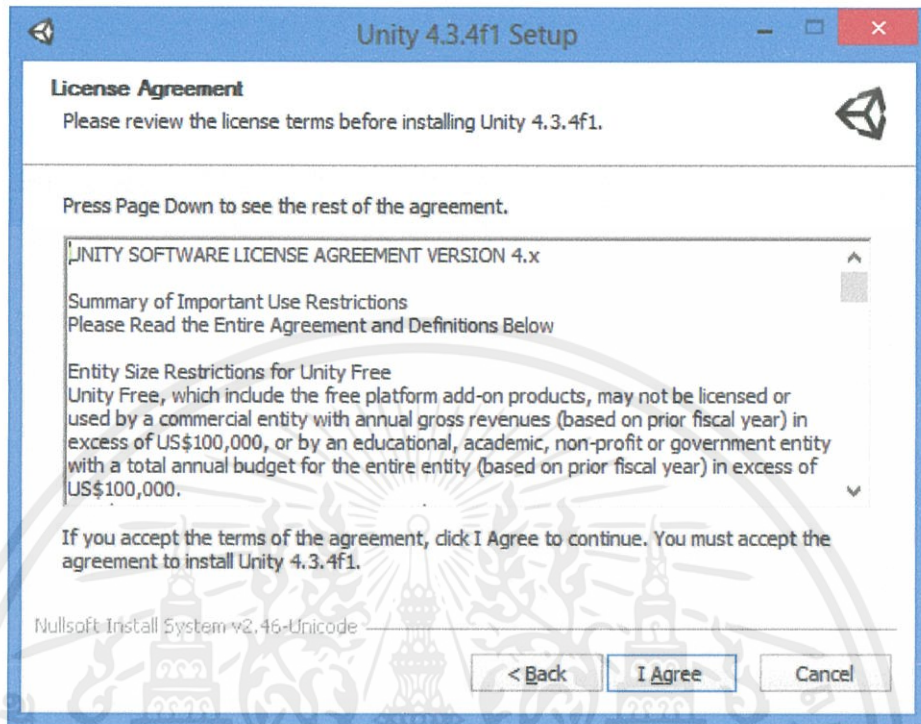 Unity 4.3.4f1 Setup
License Agreement
Please review the license terms before installing Unity 4.3.4f1.
Press Page Down to see the rest of the agreement.
UNITY SOFTWARE LICENSE AGREEMENT VERSION 4.x
Summary of Important Use Restrictions
Please Read the Entire Agreement and Definitions Below
Entity Size Restrictions for Unity Free
Unity Free, which include the free platform add-on products, may not be licensed or
used by a commercial entity with annual gross revenues (based on prior fiscal year) in
excess of US$100,000, or by an educational, academic, non-profit or government entity
with a total annual budget for the entire entity (based on prior fiscal year) in excess of
US$100,000.
If you accept the terms of the agreement, click I Agree to continue. You must accept the
agreement to install Unity 4.3.4f1.
Nullsoft Install System v2.46-Unicode
< Back I Agree Cancel